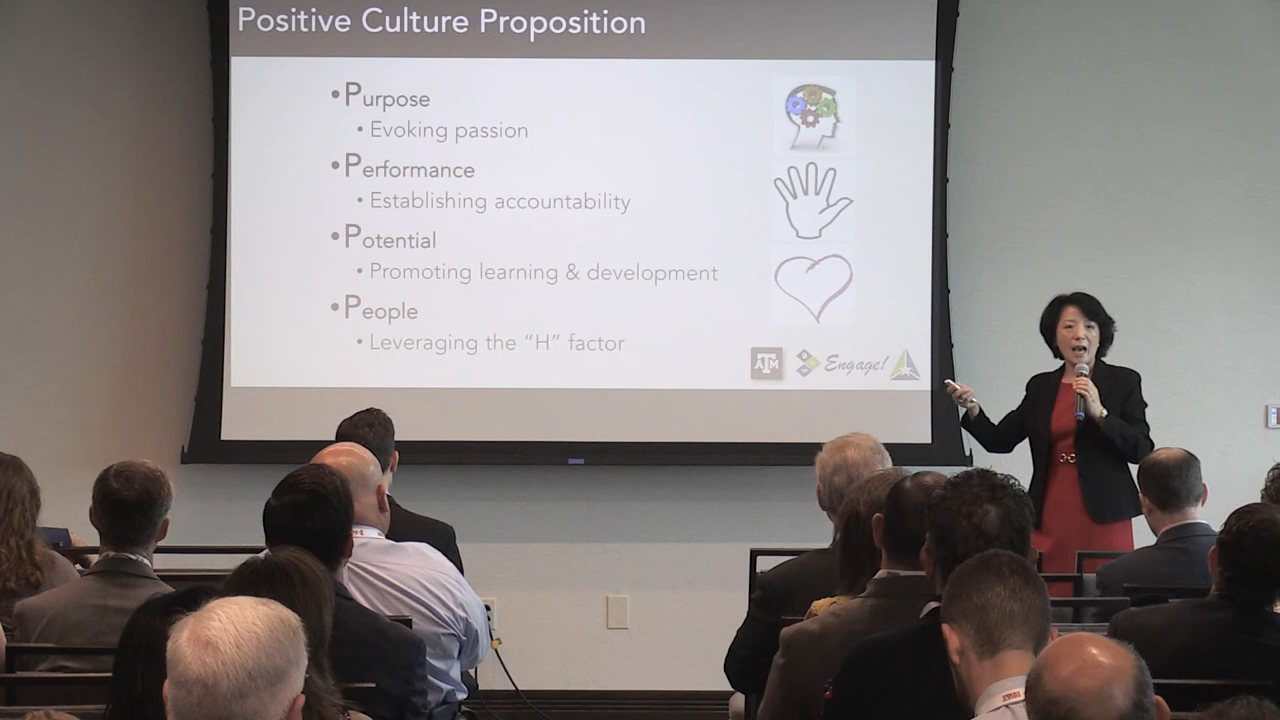 Positive Culture Proposition
•Purpose
• Evoking passion
•Performance
• Establishing accountability
•Potential
• Promoting learning & development
•People
• Leveraging the “H” factor
ATM Engage!